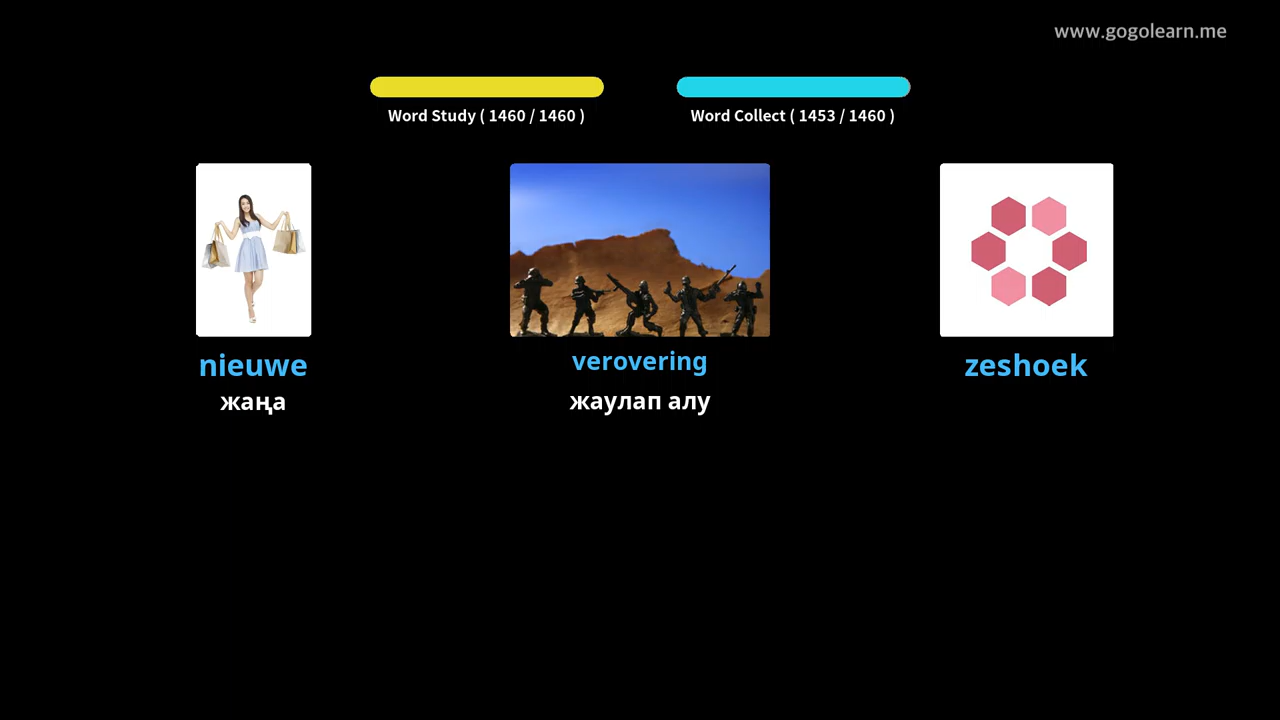 www.gogolearn.me
Word Study ( 1460 / 1460 )
Word Collect ( 1453 / 1460 )
nieuwe
жаңа
verovering
жаулап алу
zeshoek